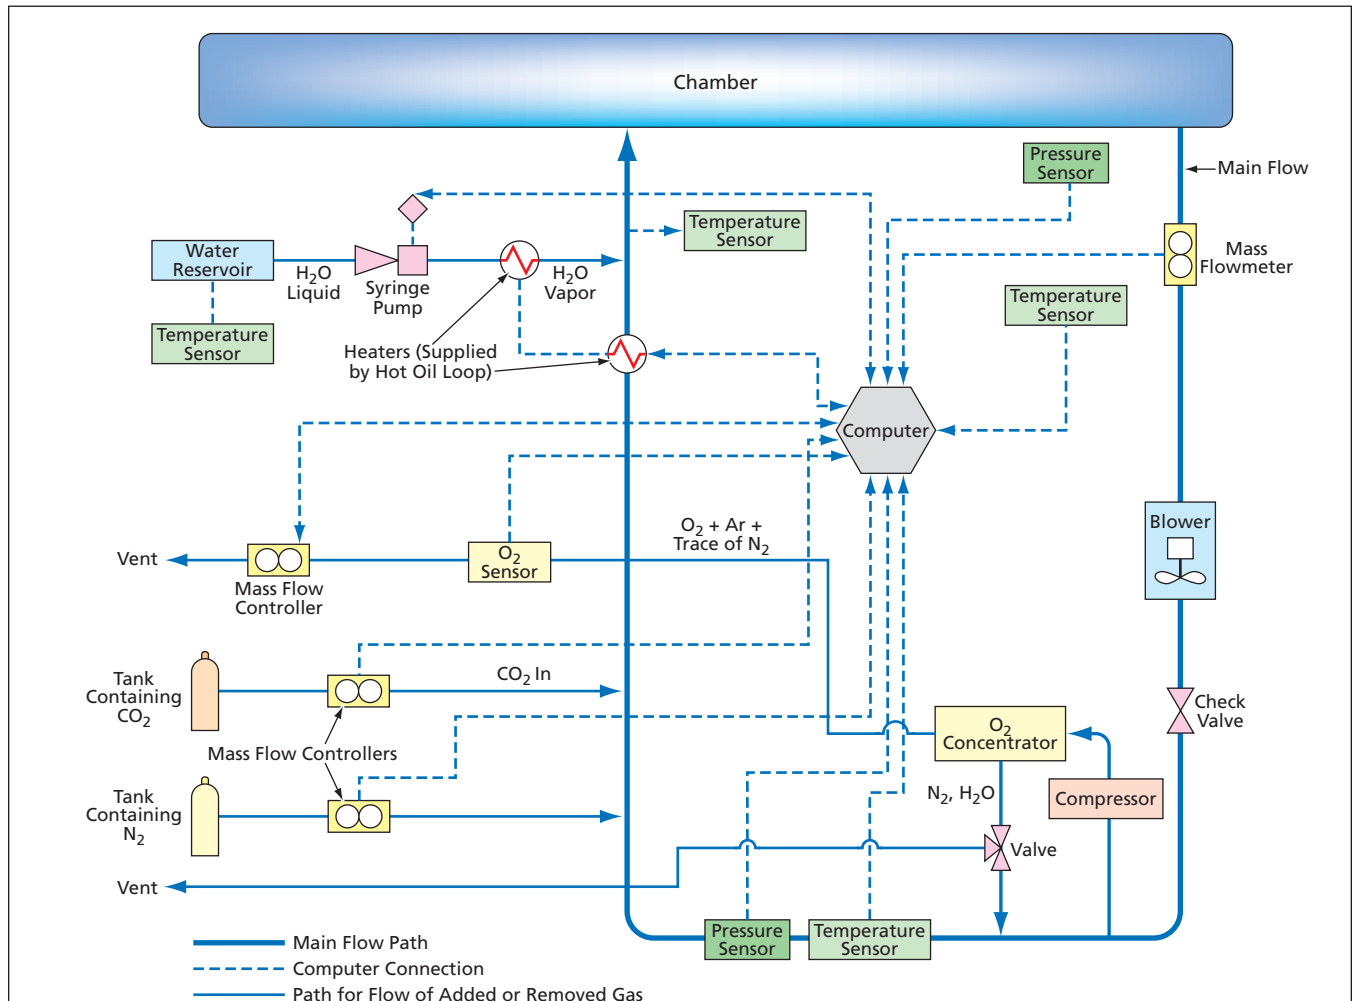 Chamber
Pressure
Sensor
Main Flow
Temperature
Sensor
Water
Reservoir
H₂O
Liquid
Syringe
Pump
H₂O
Vapor
Mass
Flowmeter
Temperature
Sensor
Temperature
Sensor
Heaters (Supplied
by Hot Oil Loop)
Computer
O₂ + Ar +
Trace of N₂
Blower
Vent
O₂
Sensor
Mass Flow
Controller
CO₂ In
Tank
Containing
CO₂
Check
Valve
O₂
Concentrator
Mass Flow Controllers
N₂, H₂O
Compressor
Tank
Containing
N₂
Valve
Vent
Pressure
Sensor
Temperature
Sensor
Main Flow Path
Computer Connection
Path for Flow of Added or Removed Gas